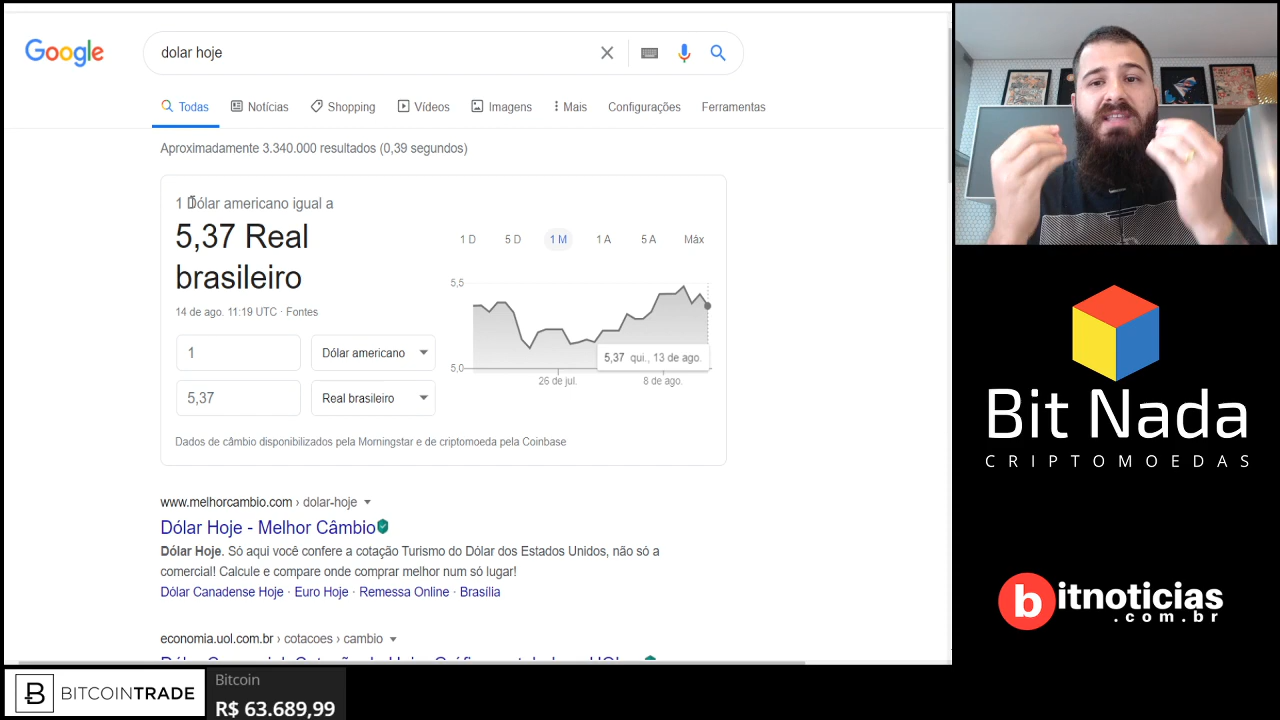 Google
dolar hoje
Todas
Notícias
Shopping
Vídeos
Imagens
Mais
Configurações
Ferramentas
Aproximadamente 3.340.000 resultados (0,39 segundos)
1 Dólar americano igual a
5,37 Real
brasileiro
14 de ago. 11:19 UTC · Fontes
1 D
5 D
1 M
1 A
5 A
Máx
5,5
5,0
5,37 qui., 13 de ago.
26 de jul.
8 de ago.
1
Dólar americano
5,37
Real brasileiro
Dados de câmbio disponibilizados pela Morningstar e de criptomoeda pela Coinbase
www.melhorcambio.com › dolar-hoje
Dólar Hoje - Melhor Câmbio
Dólar Hoje. Só aqui você confere a cotação Turismo do Dólar dos Estados Unidos, não só a
comercial! Calcule e compare onde comprar melhor num só lugar!
Dólar Canadense Hoje · Euro Hoje · Remessa Online · Brasília
economia.uol.com.br › cotacoes › cambio
Bit Nada
CRIPTOMOEDAS
bitnoticias
.com.br
BITCOINTRADE
Bitcoin
R$ 63.689,99